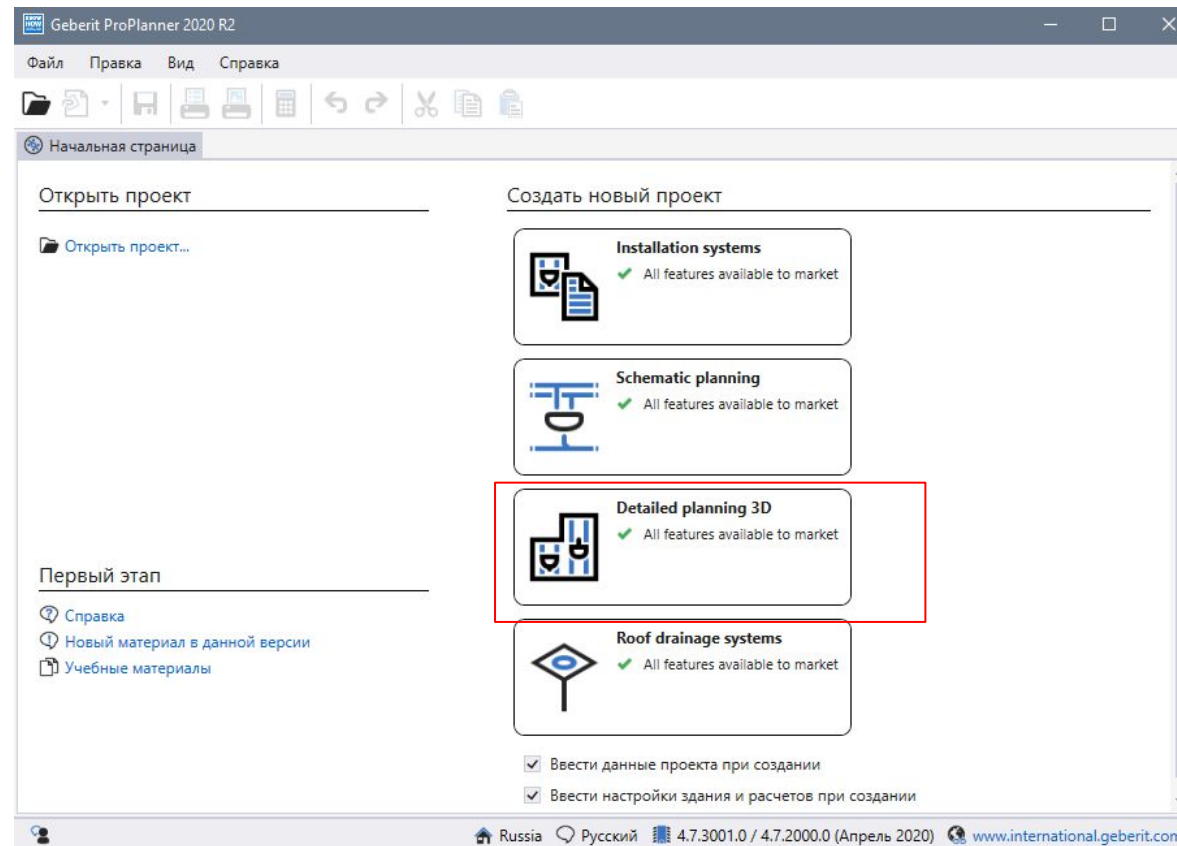 KNOW
HOW
Geberit ProPlanner 2020 R2
Файл Правка Вид Справка
Начальная страница
Открыть проект
Открыть проект...
Первый этап
Справка
Новый материал в данной версии
Учебные материалы
Создать новый проект
Installation systems
All features available to market
Schematic planning
All features available to market
Detailed planning 3D
All features available to market
Roof drainage systems
All features available to market
Ввести данные проекта при создании
Ввести настройки здания и расчетов при создании
Russia Русский 4.7.3001.0 / 4.7.2000.0 (Апрель 2020) www.international.geberit.com